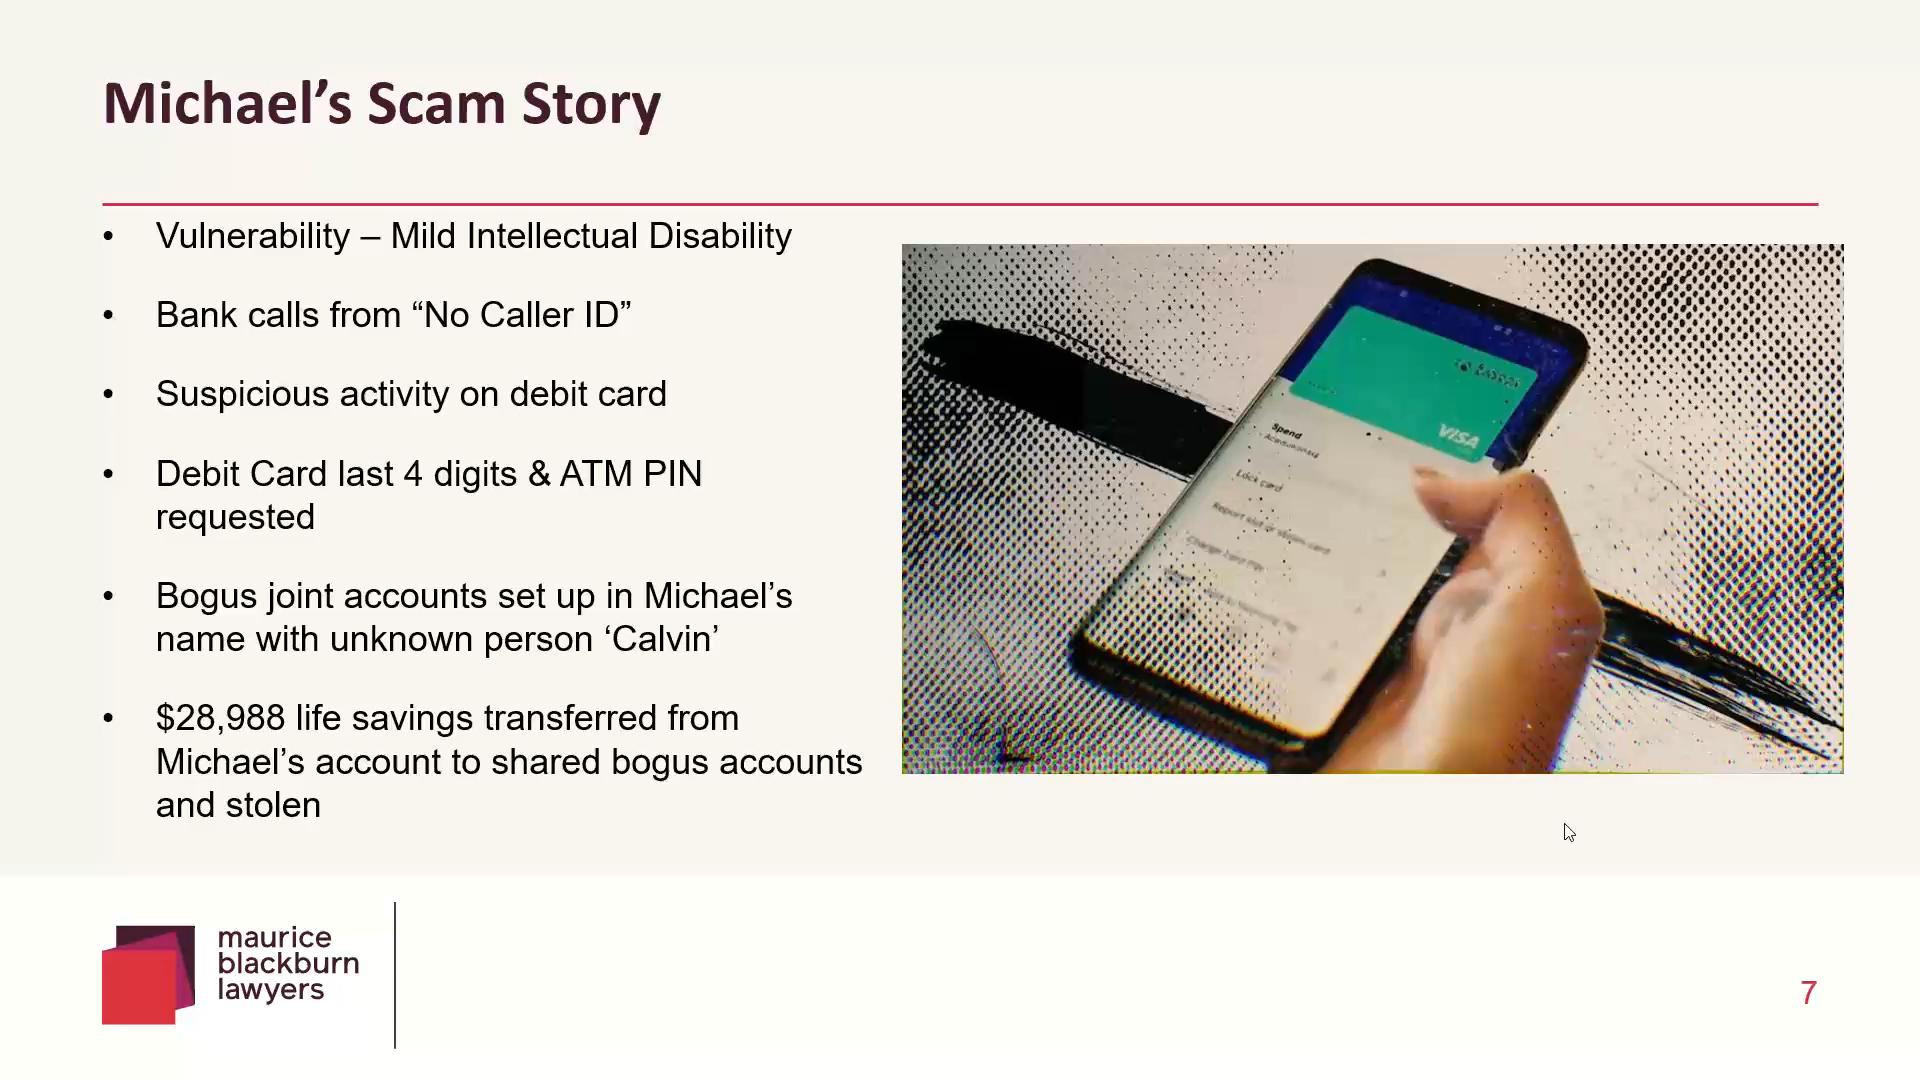 Michael’s Scam Story
• Vulnerability – Mild Intellectual Disability
• Bank calls from “No Caller ID”
• Suspicious activity on debit card
• Debit Card last 4 digits & ATM PIN
requested
• Bogus joint accounts set up in Michael’s
name with unknown person ‘Calvin’
• $28,988 life savings transferred from
Michael’s account to shared bogus accounts
and stolen
VISA
Spend
Lock card
maurice
blackburn
lawyers
7